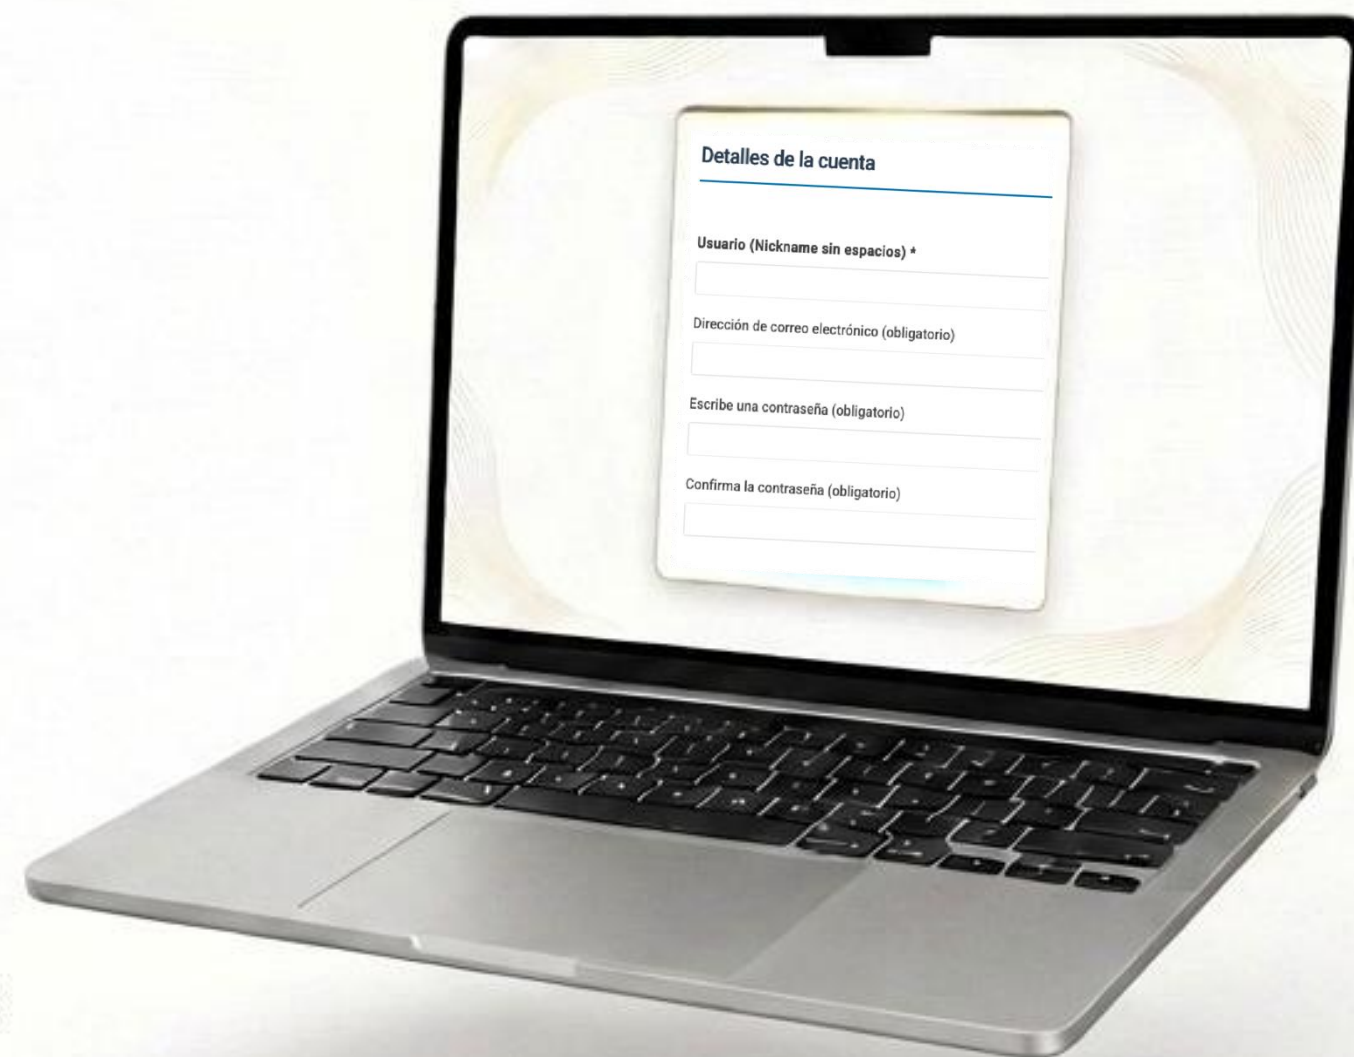 Detalles de la cuenta
Usuario (Nickname sin espacios) *
Dirección de correo electrónico (obligatorio)
Escribe una contraseña (obligatorio)
Confirma la contraseña (obligatorio)